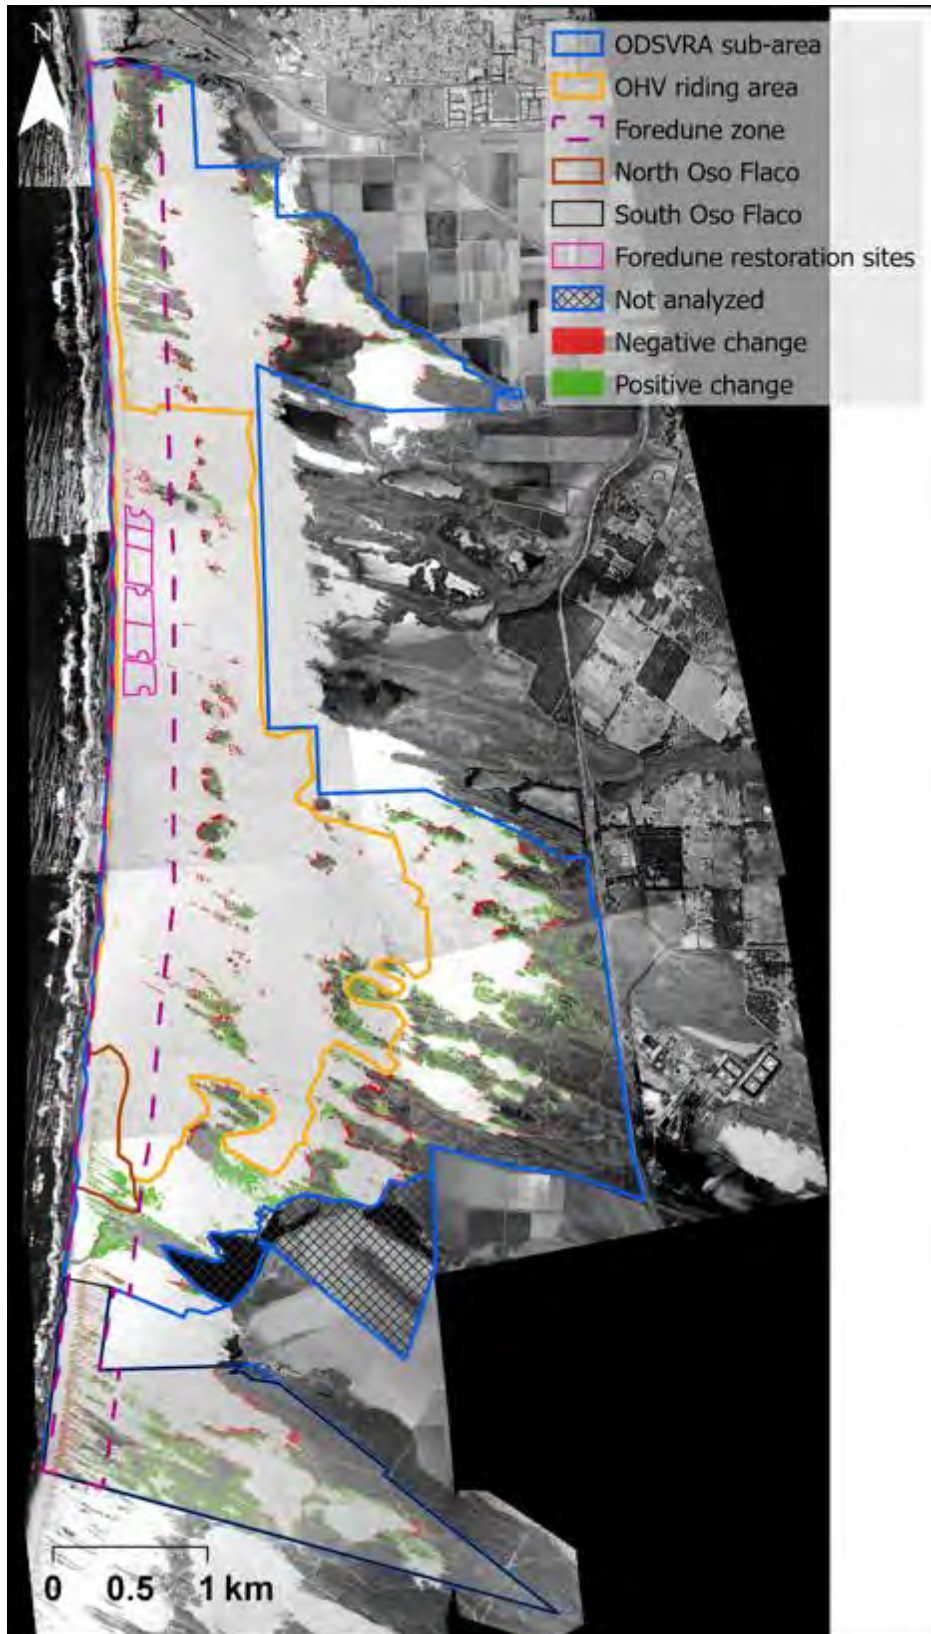 N
ODSVRA sub-area
OHV riding area
Foredune zone
North Oso Flaco
South Oso Flaco
Foredune restoration sites
Not analyzed
Negative change
Positive change
0 0.5 1 km